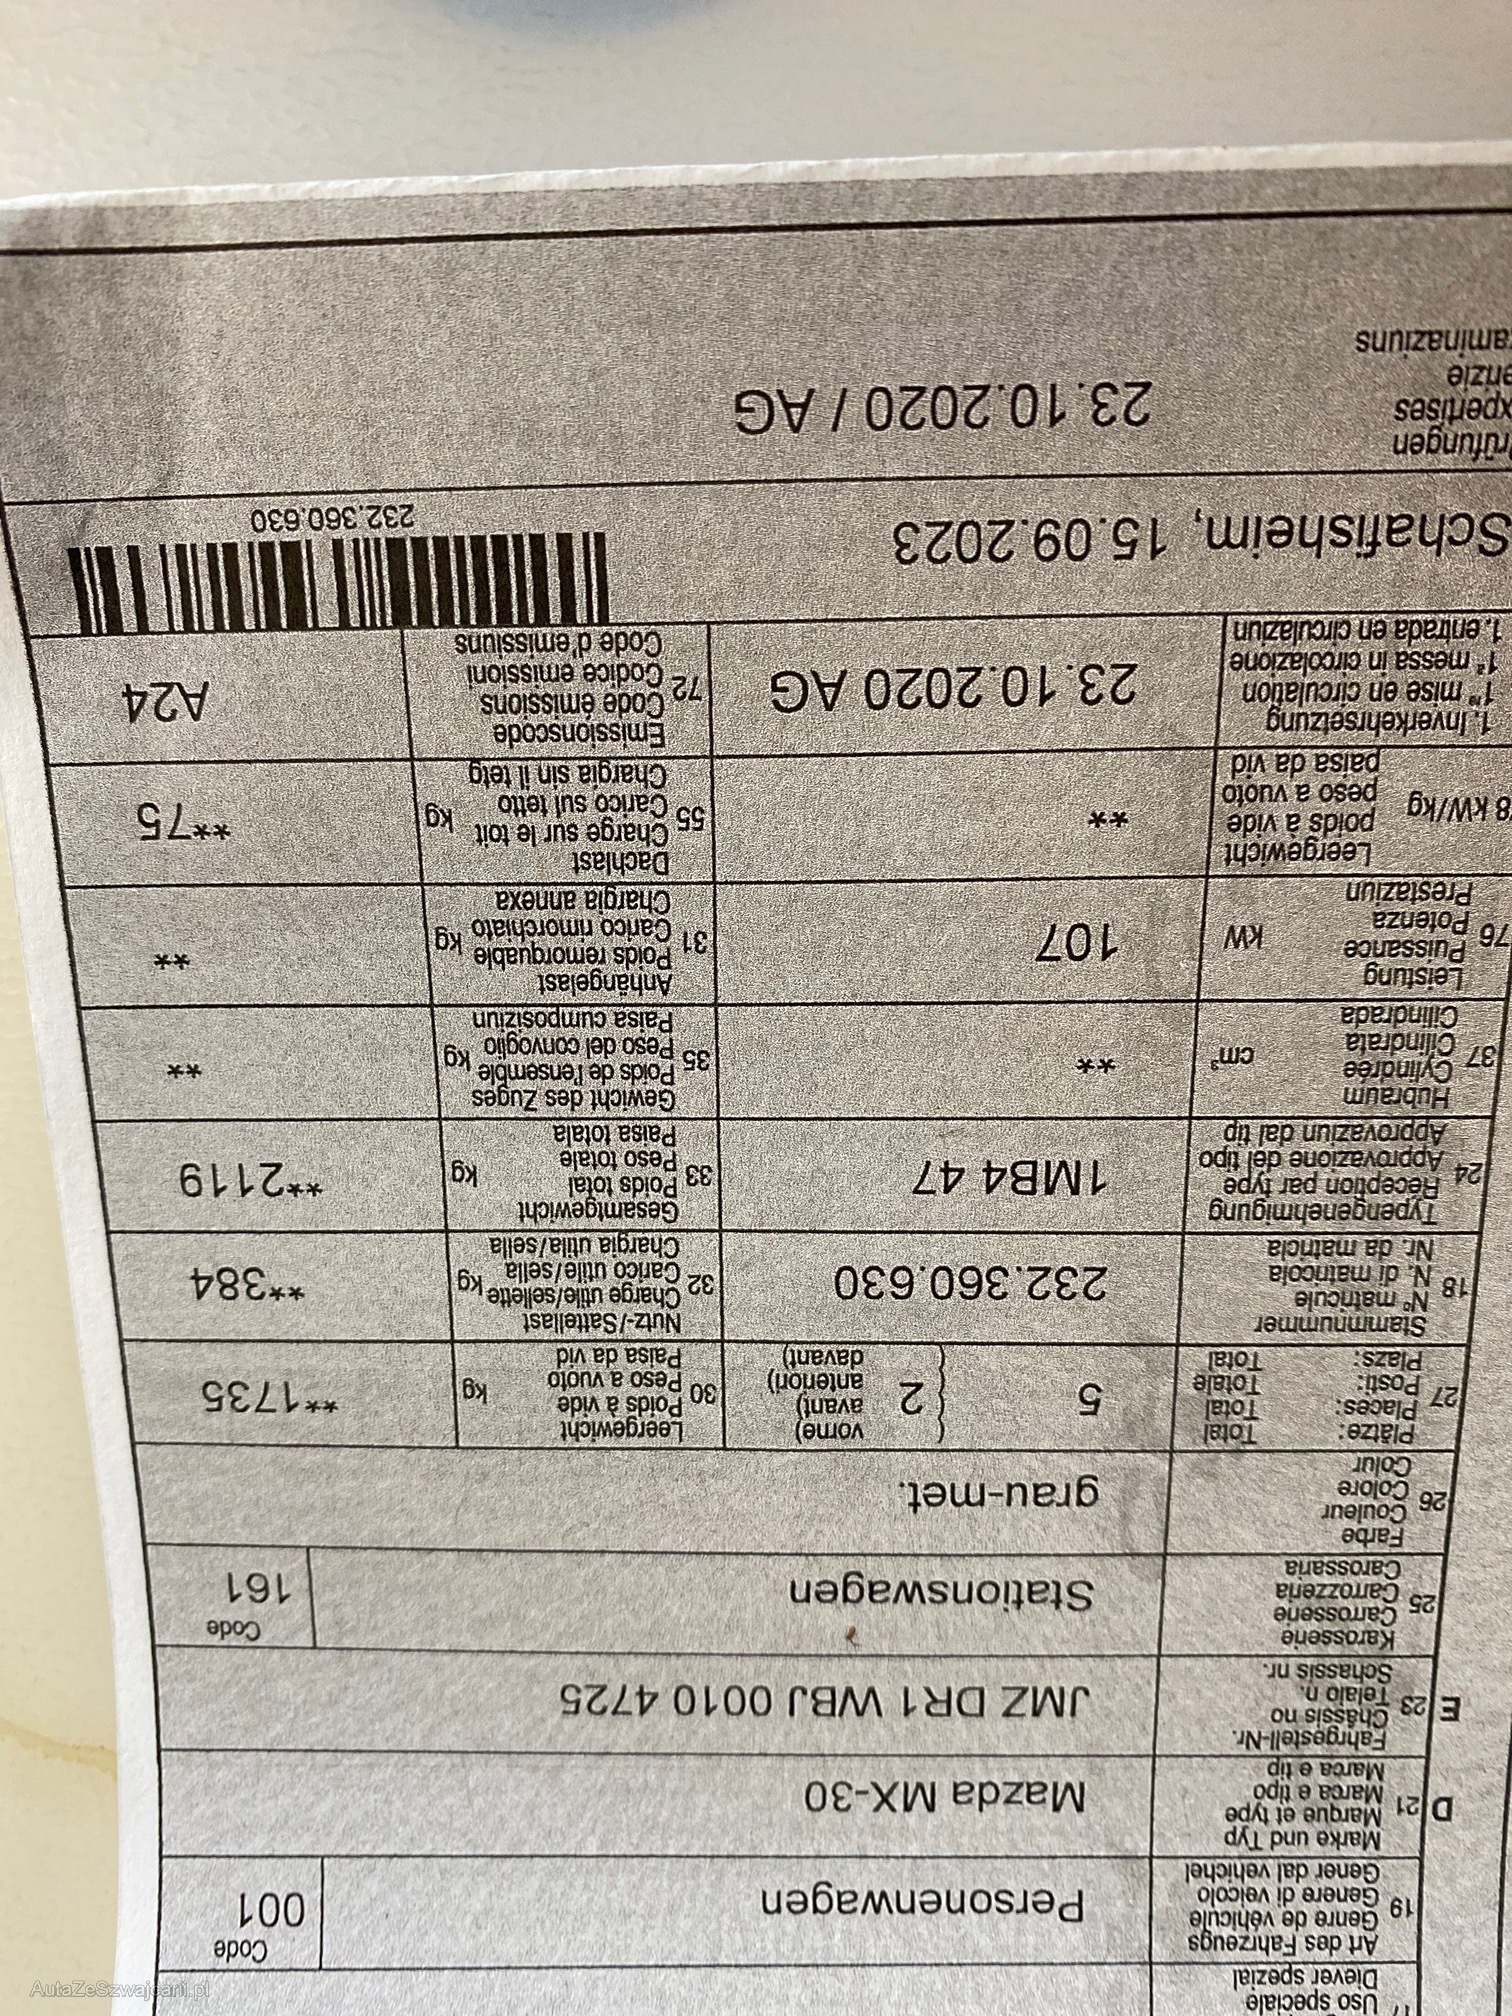 Uso speciale
Diever spezial
19 Art des Fahrzeugs
Genre de véhicule
Genere di veicolo
Gener dal vehichel
Personenwagen
Code
001
D 21 Marke und Typ
Marque et type
Marca e tipo
Marca e tip
Mazda MX-30
E 23 Fahrgestell-Nr.
Châssis no
Telaio n.
Schassis nr.
JMZ DR1 WBJ 0010 4725
25 Karosserie
Carrosserie
Carrozzeria
Carossaria
Stationswagen
Code
161
26 Farbe
Couleur
Colore
Colur
grau-met.
27 Plätze: Total
Places: Total
Posti: Totale
Plazs: Total
5
2
vorne)
avant)
anteriori)
davant)
30 Leergewicht
Poids à vide
Peso a vuoto
Paisa da vid
kg
**1735
18 Stammnummer
N° matricule
N. di matricola
Nr. da matricla
232.360.630
32 Nutz-/Sattellast
Charge utile/sellette
Carico utile/sella
Chargia utila/sella
kg
**384
24 Typengenehmigung
Réception par type
Approvazione del tipo
Approvaziun dal tip
1MB4 47
33 Gesamtgewicht
Poids total
Peso totale
Paisa totala
kg
**2119
37 Hubraum
Cylindrée
Cilindrata
Cilindrada
cm³
**
35 Gewicht des Zuges
Poids de l'ensemble
Peso del convoglio
Paisa cumposiziun
kg
**
76 Leistung
Puissance
Potenza
Prestaziun
kW
107
31 Anhängelast
Poids remorquable
Carico rimorchiato
Chargia annexa
kg
**
8 kW/kg Leergewicht
poids à vide
peso a vuoto
paisa da vid
**
55 Dachlast
Charge sur le toit
Carico sul tetto
Chargia sin il tetg
kg
**75
1. Inverkehrsetzung
1re mise en circulation
1a messa in circolazione
1. entrada en circulaziun
23.10.2020 AG
72 Emissionscode
Code émissions
Codice emissioni
Code d'emissiuns
A24
Schafisheim, 15.09.2023
232.360.630
rüfungen
xpertises
enzie
aminaziuns
23.10.2020 / AG
AutaZeSzwajcarii.pl